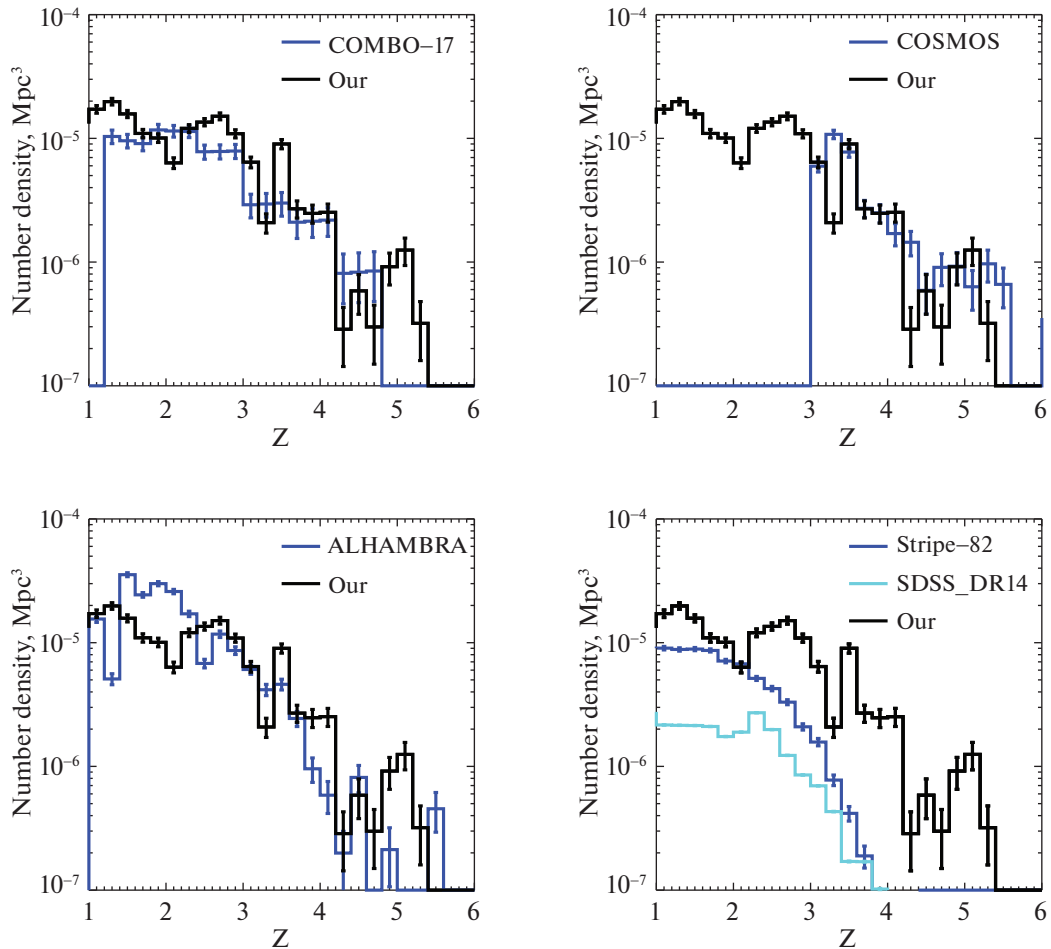 10⁻⁴
10⁻⁵
10⁻⁶
10⁻⁷
Number density, Mpc³
COMBO−17
Our
1 2 3 4 5 6
Z
10⁻⁴
10⁻⁵
10⁻⁶
10⁻⁷
Number density, Mpc³
COSMOS
Our
1 2 3 4 5 6
Z
10⁻⁴
10⁻⁵
10⁻⁶
10⁻⁷
Number density, Mpc³
ALHAMBRA
Our
1 2 3 4 5 6
Z
10⁻⁴
10⁻⁵
10⁻⁶
10⁻⁷
Number density, Mpc³
Stripe−82
SDSS_DR14
Our
1 2 3 4 5 6
Z